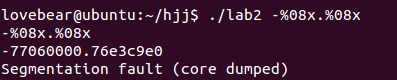 lovebear@ubuntu:~/hjj$ ./lab2 -%08x.%08x
-%08x.%08x
-77060000.76e3c9e0
Segmentation fault (core dumped)